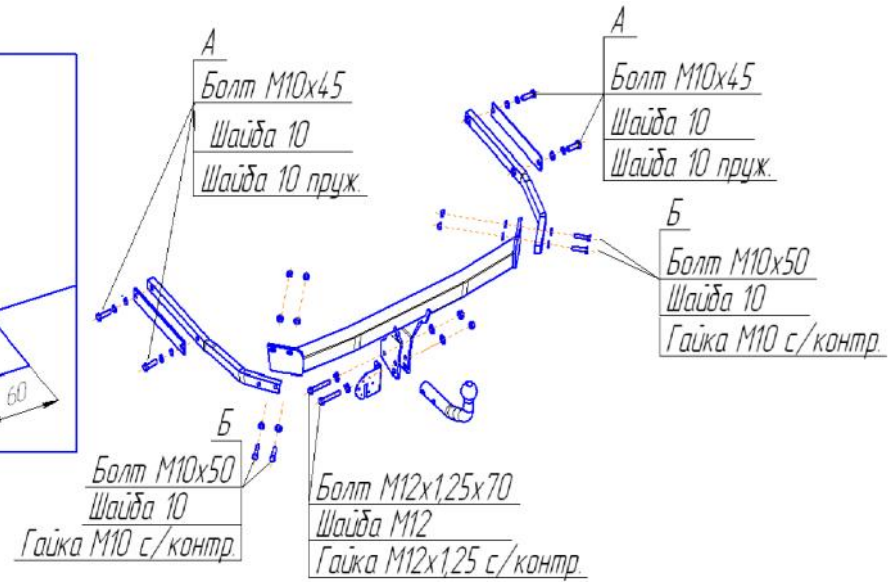 А
Болт М10х45
Шайба 10
Шайба 10 пруж.
А
Болт М10х45
Шайба 10
Шайба 10 пруж.
Б
Болт М10х50
Шайба 10
Гайка М10 с/контр.
60
Б
Болт М10х50
Шайба 10
Гайка М10 с/контр.
Болт М12х1,25х70
Шайба М12
Гайка М12х1,25 с/контр.